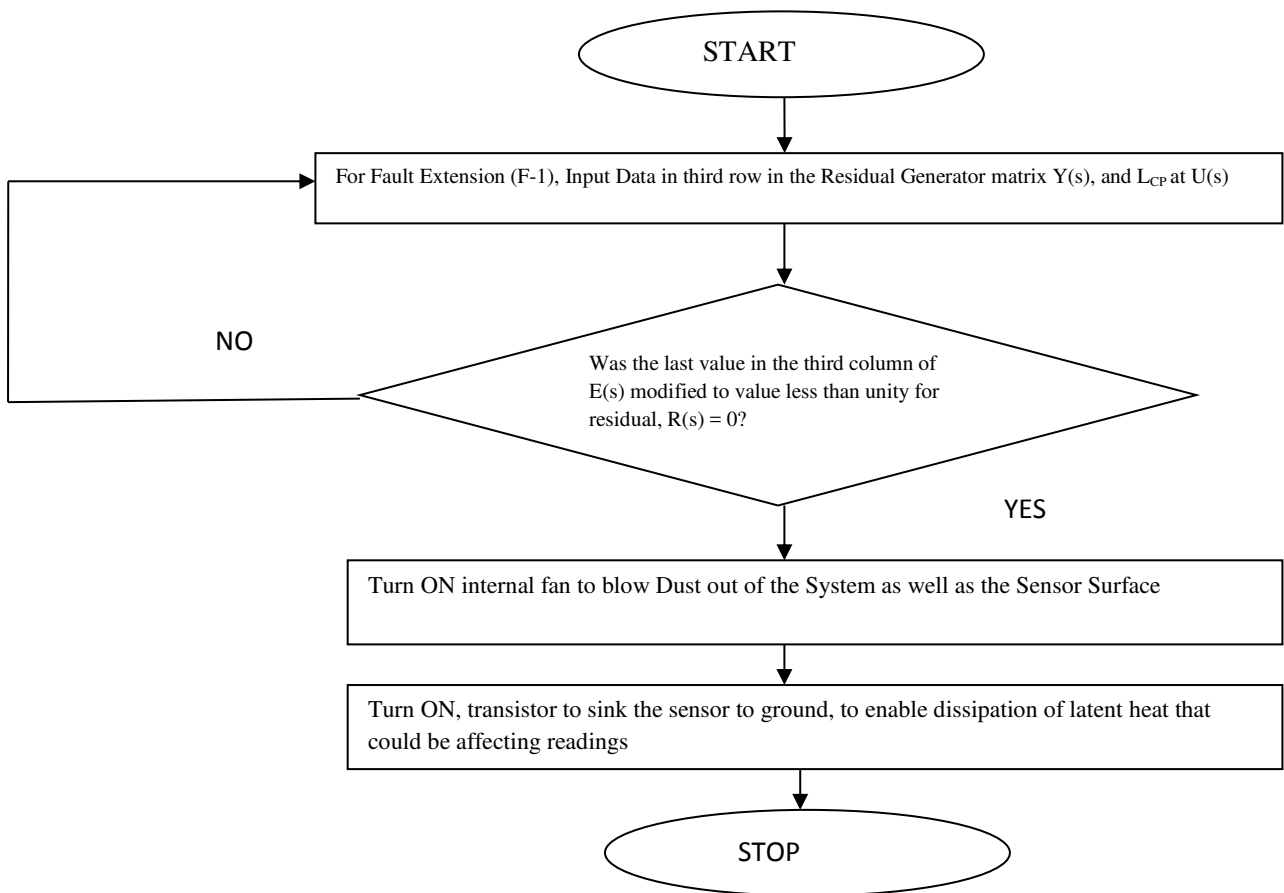 START
For Fault Extension (F-1), Input Data in third row in the Residual Generator matrix Y(s), and LCP at U(s)
NO
Was the last value in the third column of
E(s) modified to value less than unity for
residual, R(s) = 0?
YES
Turn ON internal fan to blow Dust out of the System as well as the Sensor Surface
Turn ON, transistor to sink the sensor to ground, to enable dissipation of latent heat that
could be affecting readings
STOP